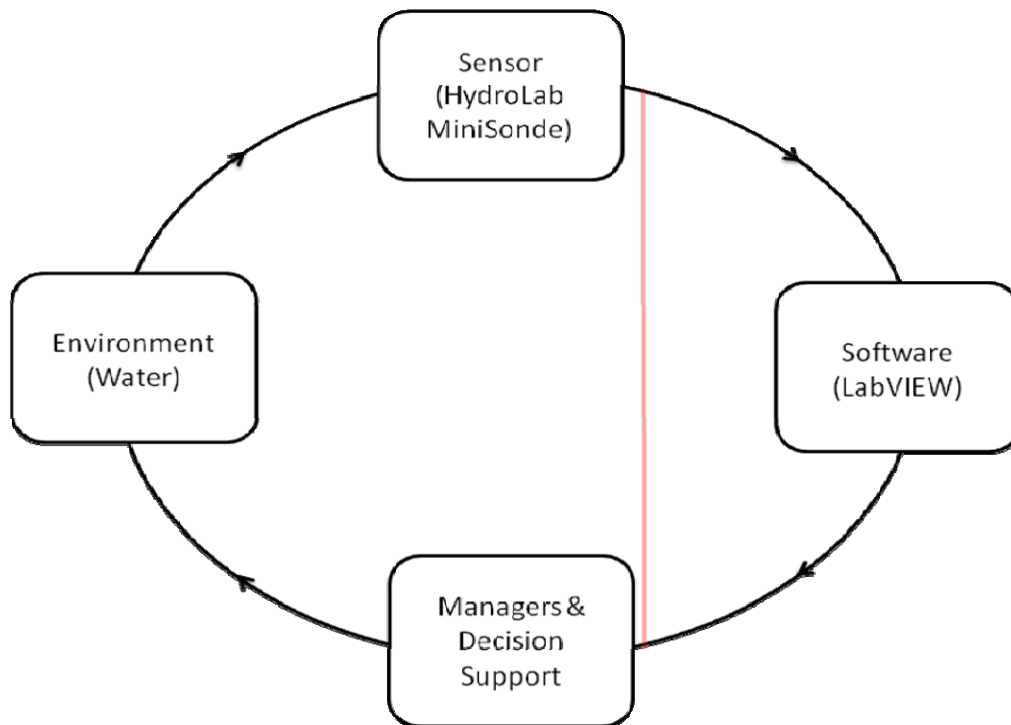 Sensor
(HydroLab
MiniSonde)
Environment
(Water)
Software
(LabVIEW)
Managers &
Decision
Support